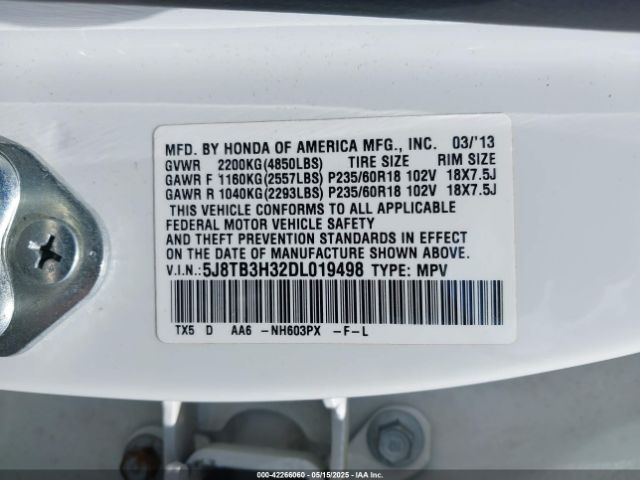 MFD. BY HONDA OF AMERICA MFG., INC. 03/'13
GVWR 2200KG(4850LBS) TIRE SIZE RIM SIZE
GAWR F 1160KG(2557LBS) P235/60R18 102V 18X7.5J
GAWR R 1040KG(2293LBS) P235/60R18 102V 18X7.5J
THIS VEHICLE CONFORMS TO ALL APPLICABLE
FEDERAL MOTOR VEHICLE SAFETY
AND THEFT PREVENTION STANDARDS IN EFFECT
ON THE DATE OF MANUFACTURE SHOWN ABOVE.
V.I.N.:5J8TB3H32DL019498 TYPE: MPV
TX5 D AA6 -NH603PX -F-L
000-42266060 - 05/15/2025 - IAA Inc.